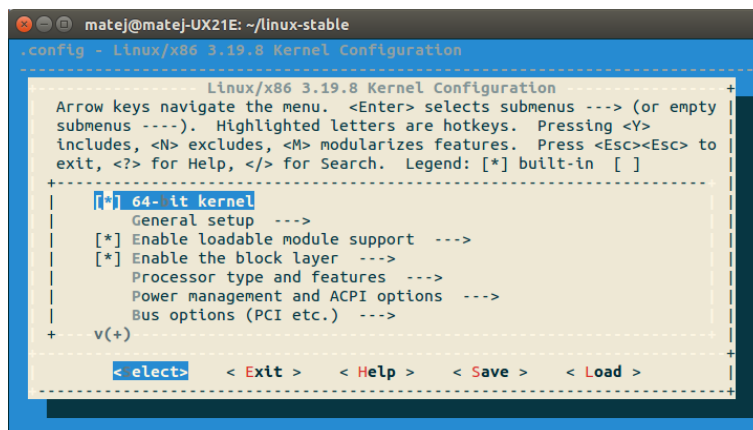 matej@matej-UX21E: ~/linux-stable
.config - Linux/x86 3.19.8 Kernel Configuration
Linux/x86 3.19.8 Kernel Configuration
Arrow keys navigate the menu.  <Enter> selects submenus ---> (or empty
submenus ----).  Highlighted letters are hotkeys.  Pressing <Y>
includes, <N> excludes, <M> modularizes features.  Press <Esc><Esc> to
exit, <?> for Help, </> for Search.  Legend: [*] built-in  [ ]
[*] 64-bit kernel
General setup  --->
[*] Enable loadable module support  --->
[*] Enable the block layer  --->
Processor type and features  --->
Power management and ACPI options  --->
Bus options (PCI etc.)  --->
v(+)
< elect>    < Exit >    < Help >    < Save >    < Load >